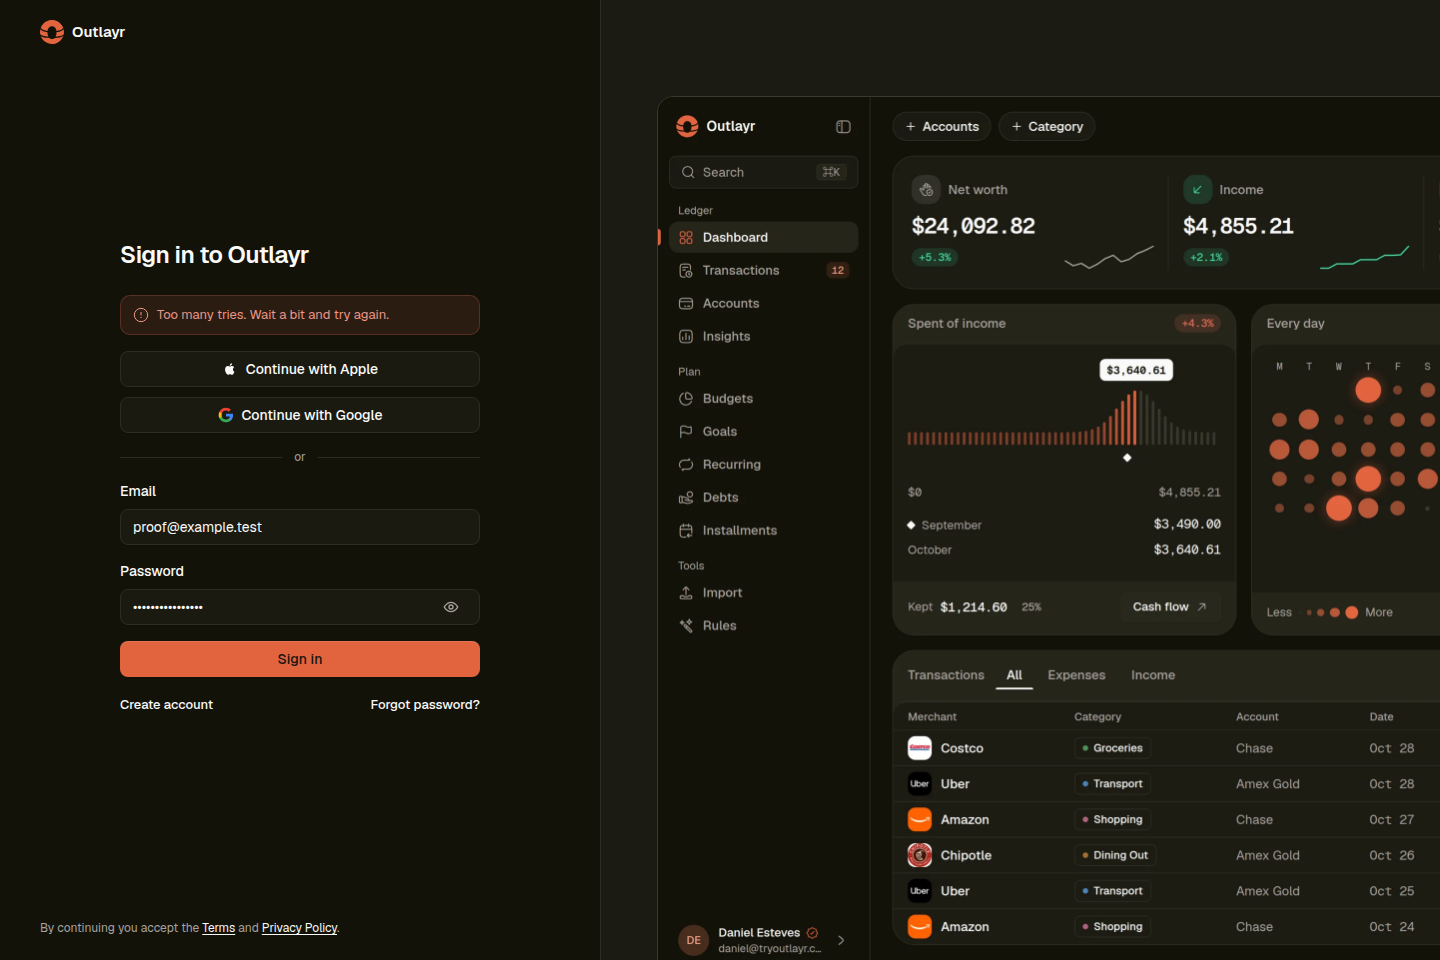 Outlayr
Sign in to Outlayr
Too many tries. Wait a bit and try again.
Continue with Apple
Continue with Google
or
Email
proof@example.test
Password
•••••••••••••••
Sign in
Create account
Forgot password?
By continuing you accept the Terms and Privacy Policy.
Outlayr
Search
⌘K
Ledger
Dashboard
Transactions
12
Accounts
Insights
Plan
Budgets
Goals
Recurring
Debts
Installments
Tools
Import
Rules
DE
Daniel Esteves
daniel@tryoutlayr.c...
+ Accounts
+ Category
Net worth
$24,092.82
+5.3%
Income
$4,855.21
+2.1%
Spent of income
+4.3%
$3,640.61
$0
$4,855.21
September
$3,490.00
October
$3,640.61
Kept $1,214.60 25%
Cash flow
Every day
M T W T F S
Less
More
Transactions
All
Expenses
Income
Merchant Category Account Date
Costco Groceries Chase Oct 28
Uber Uber Transport Amex Gold Oct 28
Amazon Shopping Chase Oct 27
Chipotle Dining Out Amex Gold Oct 26
Uber Uber Transport Amex Gold Oct 25
Amazon Shopping Chase Oct 24